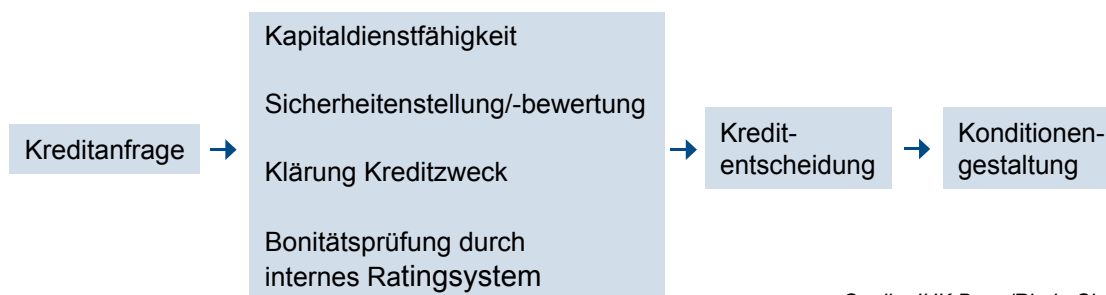 Kreditanfrage
Kapitaldienstfähigkeit
Sicherheitenstellung/-bewertung
Klärung Kreditzweck
Bonitätsprüfung durch
internes Ratingsystem
Kredit-
entscheidung
Konditionen-
gestaltung